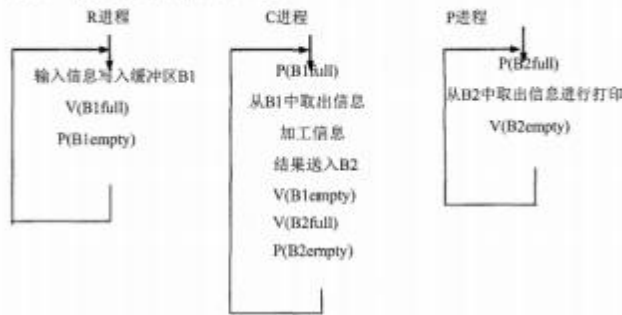 R进程
输入信息写入缓冲区B1
V(B1full)
P(B1empty)
C进程
P(B1full)
从B1中取出信息
加工信息
结果送入B2
V(B1empty)
V(B2full)
P(B2empty)
P进程
P(B2full)
从B2中取出信息进行打印
V(B2empty)